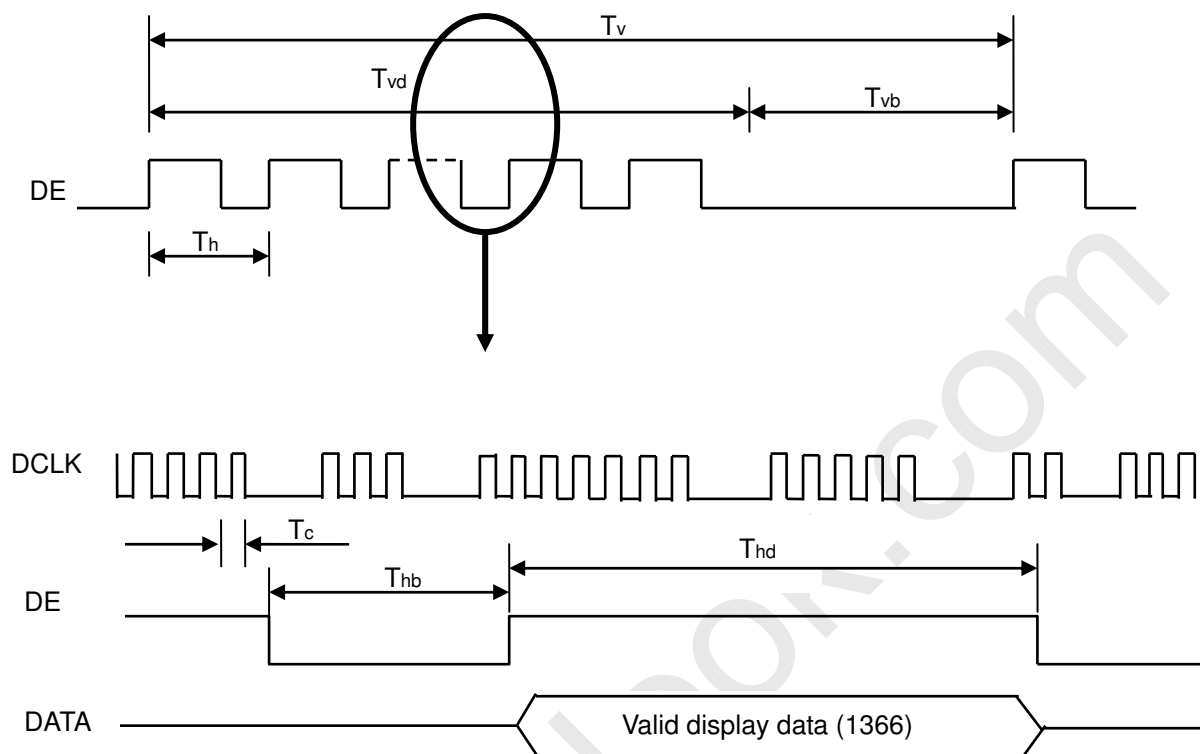 Tv
Tvd
Tvb
DE
Th
DCLK
Tc
Thd
Thb
DE
DATA
Valid display data (1366)